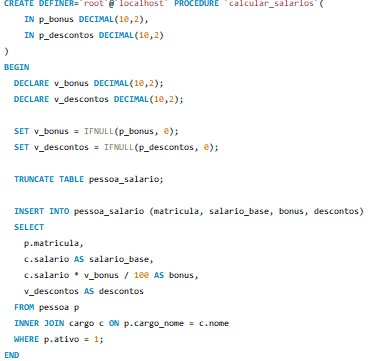 CREATE DEFINER=`root`@`localhost` PROCEDURE `calcular_salarios`(
    IN p_bonus DECIMAL(10,2),
    IN p_descontos DECIMAL(10,2)
)
BEGIN
  DECLARE v_bonus DECIMAL(10,2);
  DECLARE v_descontos DECIMAL(10,2);

  SET v_bonus = IFNULL(p_bonus, 0);
  SET v_descontos = IFNULL(p_descontos, 0);

  TRUNCATE TABLE pessoa_salario;

  INSERT INTO pessoa_salario (matricula, salario_base, bonus, descontos)
  SELECT
    p.matricula,
    c.salario AS salario_base,
    c.salario * v_bonus / 100 AS bonus,
    v_descontos AS descontos
  FROM pessoa p
  INNER JOIN cargo c ON p.cargo_nome = c.nome
  WHERE p.ativo = 1;
END